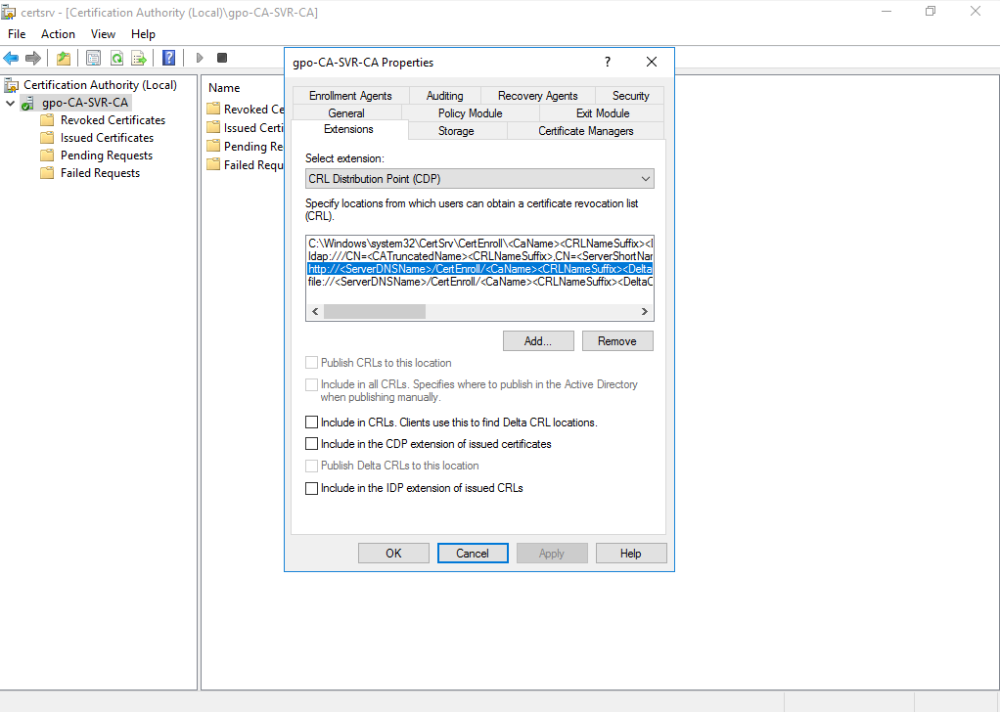 certsrv - [Certification Authority (Local)\gpo-CA-SVR-CA]
File Action View Help
Certification Authority (Local)
gpo-CA-SVR-CA
Revoked Certificates
Issued Certificates
Pending Requests
Failed Requests
Name
Revoked Ce
Issued Certi
Pending Re
Failed Requ
gpo-CA-SVR-CA Properties
?
Enrollment Agents Auditing Recovery Agents Security
General Policy Module Exit Module
Extensions Storage Certificate Managers
Select extension:
CRL Distribution Point (CDP)
Specify locations from which users can obtain a certificate revocation list
(CRL).
C:\Windows\system32\CertSrv\CertEnroll\<CaName><CRLNameSuffix><
ldap:///CN=<CATruncatedName><CRLNameSuffix>,CN=<ServerShortNar
http://<ServerDNSName>/CertEnroll/<CaName><CRLNameSuffix><Delta
file://<ServerDNSName>/CertEnroll/<CaName><CRLNameSuffix><DeltaC
Add... Remove
Publish CRLs to this location
Include in all CRLs. Specifies where to publish in the Active Directory
when publishing manually.
Include in CRLs. Clients use this to find Delta CRL locations.
Include in the CDP extension of issued certificates
Publish Delta CRLs to this location
Include in the IDP extension of issued CRLs
OK Cancel Apply Help